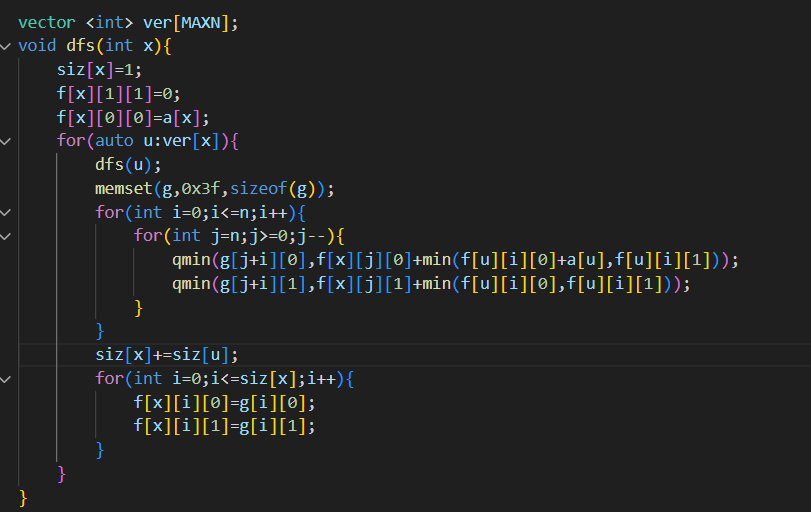 vector <int> ver[MAXN];
void dfs(int x){
    siz[x]=1;
    f[x][1][1]=0;
    f[x][0][0]=a[x];
    for(auto u:ver[x]){
        dfs(u);
        memset(g,0x3f,sizeof(g));
        for(int i=0;i<=n;i++){
            for(int j=n;j>=0;j--){
                qmin(g[j+i][0],f[x][j][0]+min(f[u][i][0]+a[u],f[u][i][1]));
                qmin(g[j+i][1],f[x][j][1]+min(f[u][i][0],f[u][i][1]));
            }
        }
        siz[x]+=siz[u];
        for(int i=0;i<=siz[x];i++){
            f[x][i][0]=g[i][0];
            f[x][i][1]=g[i][1];
        }
    }
}